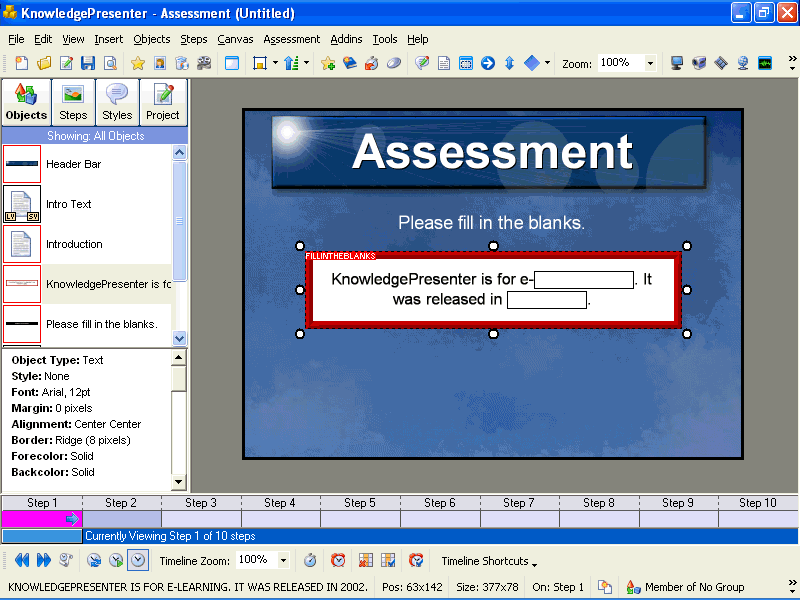 KnowledgePresenter - Assessment (Untitled)
File Edit View Insert Objects Steps Canvas Assessment Addins Tools Help
Zoom: 100%
Objects Steps Styles Project
Showing: All Objects
Header Bar
LV SV
Intro Text
Introduction
KnowledgePresenter is fo
Please fill in the blanks.
Object Type: Text
Style: None
Font: Arial, 12pt
Margin: 0 pixels
Alignment: Center Center
Border: Ridge (8 pixels)
Forecolor: Solid
Backcolor: Solid
Assessment
Please fill in the blanks.
FILLINTHEBLANKS
KnowledgePresenter is for e- . It
was released in .
Step 1 Step 2 Step 3 Step 4 Step 5 Step 6 Step 7 Step 8 Step 9 Step 10
Currently Viewing Step 1 of 10 steps
Timeline Zoom: 100% Timeline Shortcuts
KNOWLEDGEPRESENTER IS FOR E-LEARNING. IT WAS RELEASED IN 2002. Pos: 63x142 Size: 377x78 On: Step 1 Member of No Group